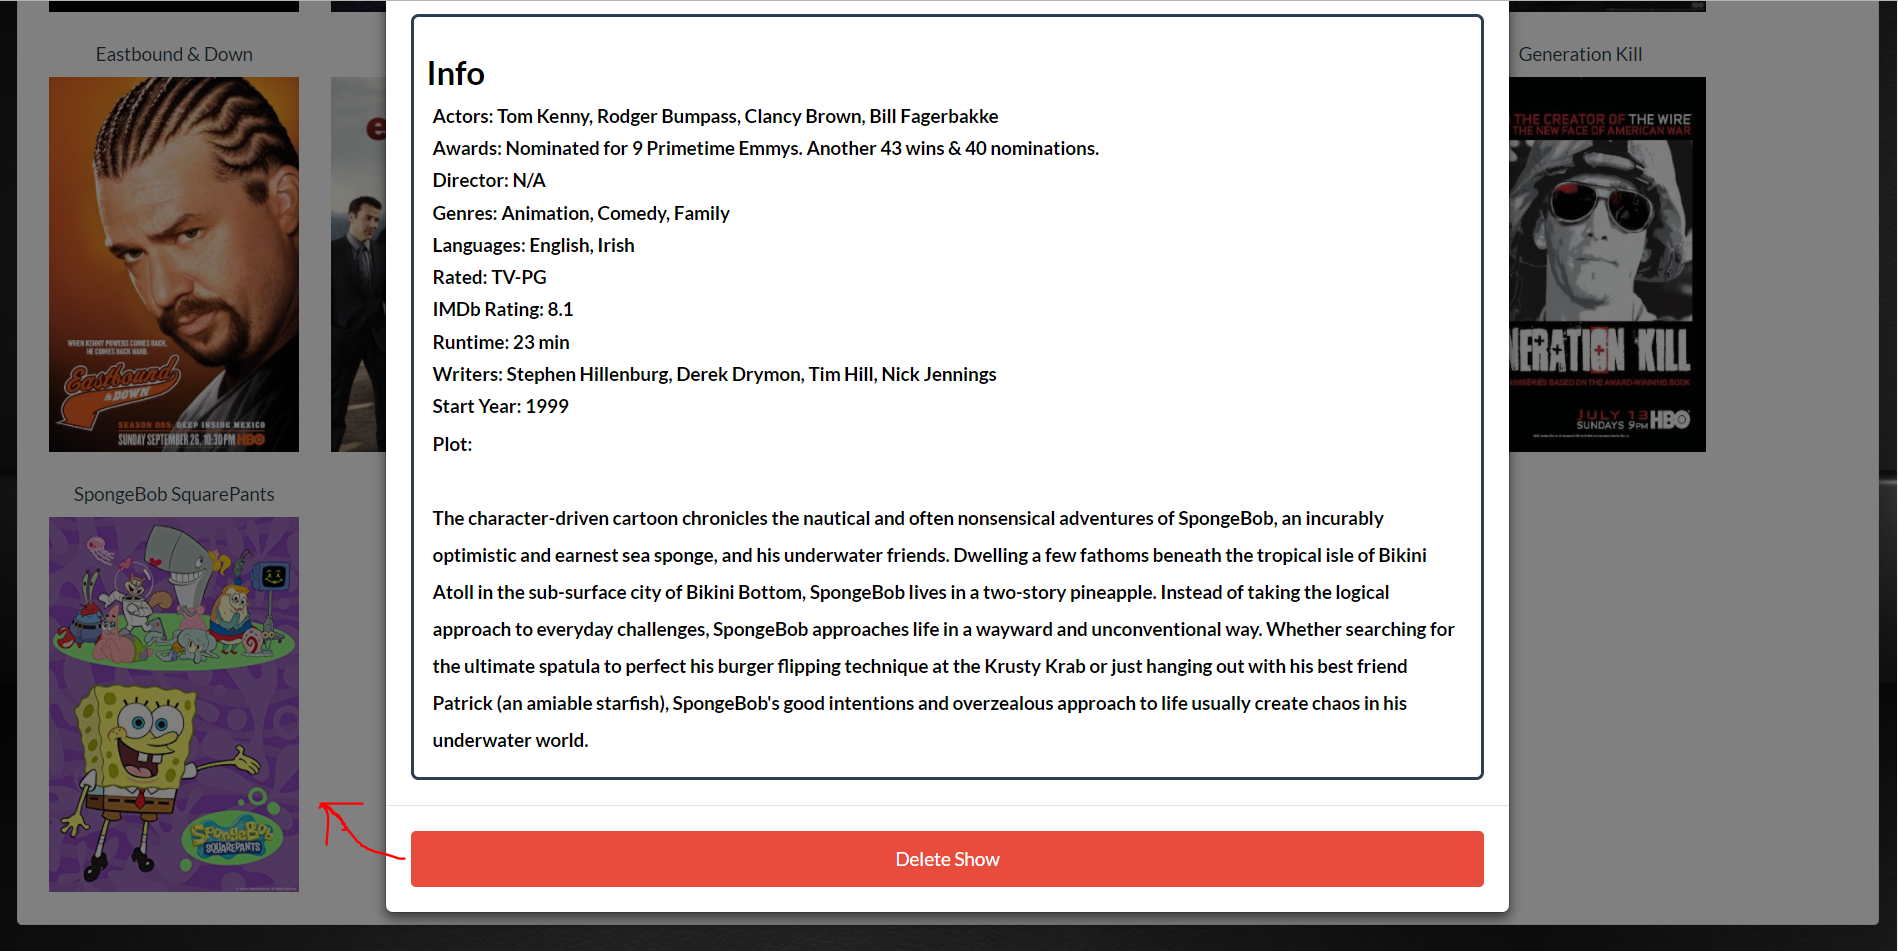 Eastbound & Down
WHEN KENNY POWERS COMES BACK,
HE COMES BACK HARD.
Eastbound
& DOWN
SEASON DOS: DEEP INSIDE MEXICO
SUNDAY SEPTEMBER 26, 10:30PM HBO
e
SpongeBob SquarePants
SpongeBob
SQUAREPANTS
Info
Actors: Tom Kenny, Rodger Bumpass, Clancy Brown, Bill Fagerbakke
Awards: Nominated for 9 Primetime Emmys. Another 43 wins & 40 nominations.
Director: N/A
Genres: Animation, Comedy, Family
Languages: English, Irish
Rated: TV-PG
IMDb Rating: 8.1
Runtime: 23 min
Writers: Stephen Hillenburg, Derek Drymon, Tim Hill, Nick Jennings
Start Year: 1999
Plot:
The character-driven cartoon chronicles the nautical and often nonsensical adventures of SpongeBob, an incurably
optimistic and earnest sea sponge, and his underwater friends. Dwelling a few fathoms beneath the tropical isle of Bikini
Atoll in the sub-surface city of Bikini Bottom, SpongeBob lives in a two-story pineapple. Instead of taking the logical
approach to everyday challenges, SpongeBob approaches life in a wayward and unconventional way. Whether searching for
the ultimate spatula to perfect his burger flipping technique at the Krusty Krab or just hanging out with his best friend
Patrick (an amiable starfish), SpongeBob's good intentions and overzealous approach to life usually create chaos in his
underwater world.
Delete Show
HBO
Generation Kill
THE CREATOR OF THE WIRE
THE NEW FACE OF AMERICAN WAR
NERATION KILL
MINISERIES BASED ON THE AWARD-WINNING BOOK
JULY 13
SUNDAYS 9PM HBO